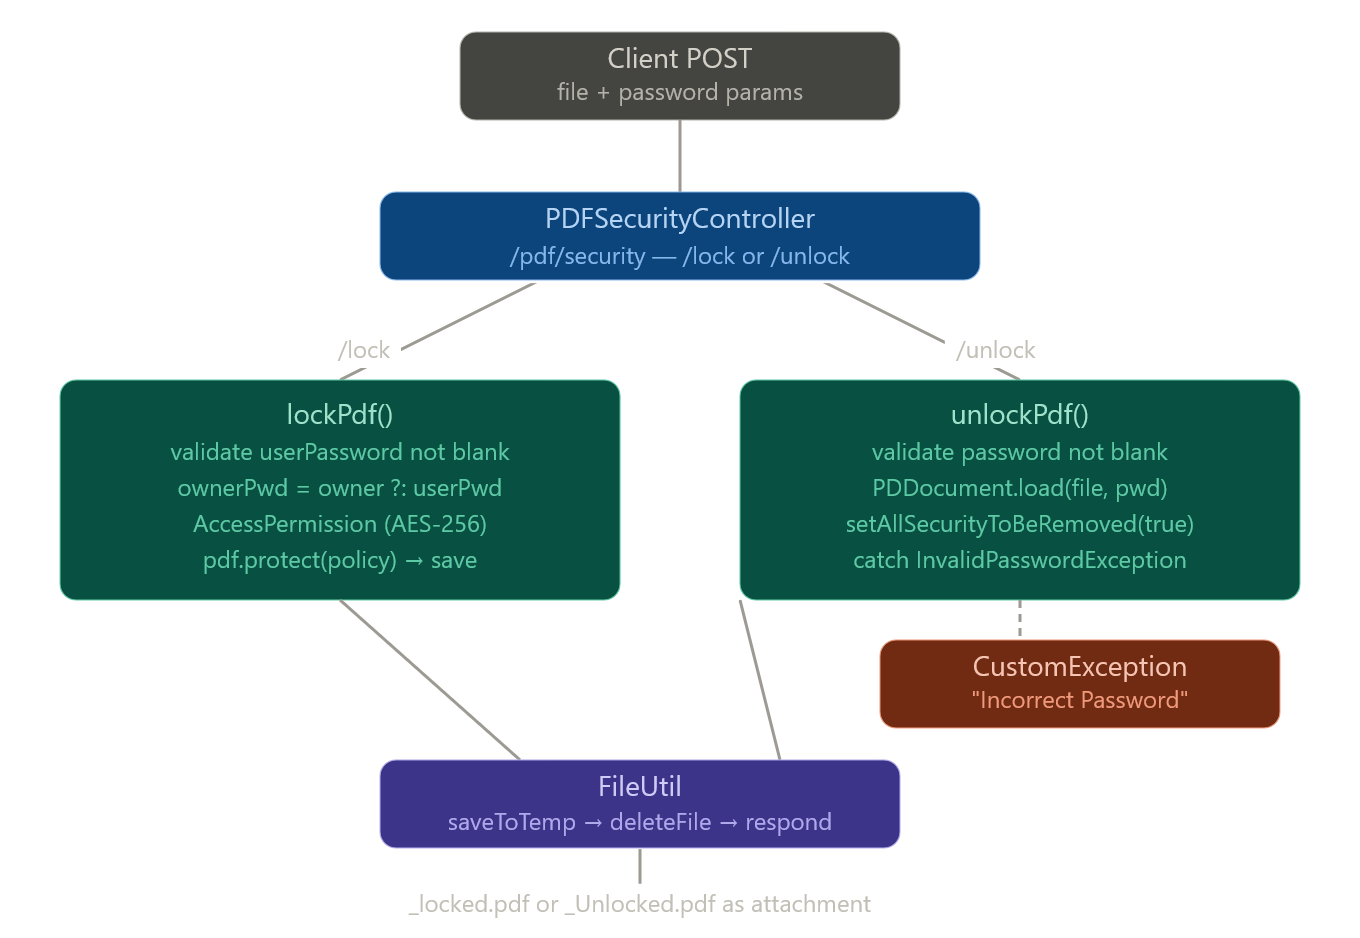 Client POST
file + password params
PDFSecurityController
/pdf/security — /lock or /unlock
/lock
/unlock
lockPdf()
validate userPassword not blank
ownerPwd = owner ?: userPwd
AccessPermission (AES-256)
pdf.protect(policy) → save
unlockPdf()
validate password not blank
PDDocument.load(file, pwd)
setAllSecurityToBeRemoved(true)
catch InvalidPasswordException
CustomException
"Incorrect Password"
FileUtil
saveToTemp → deleteFile → respond
_locked.pdf or _Unlocked.pdf as attachment